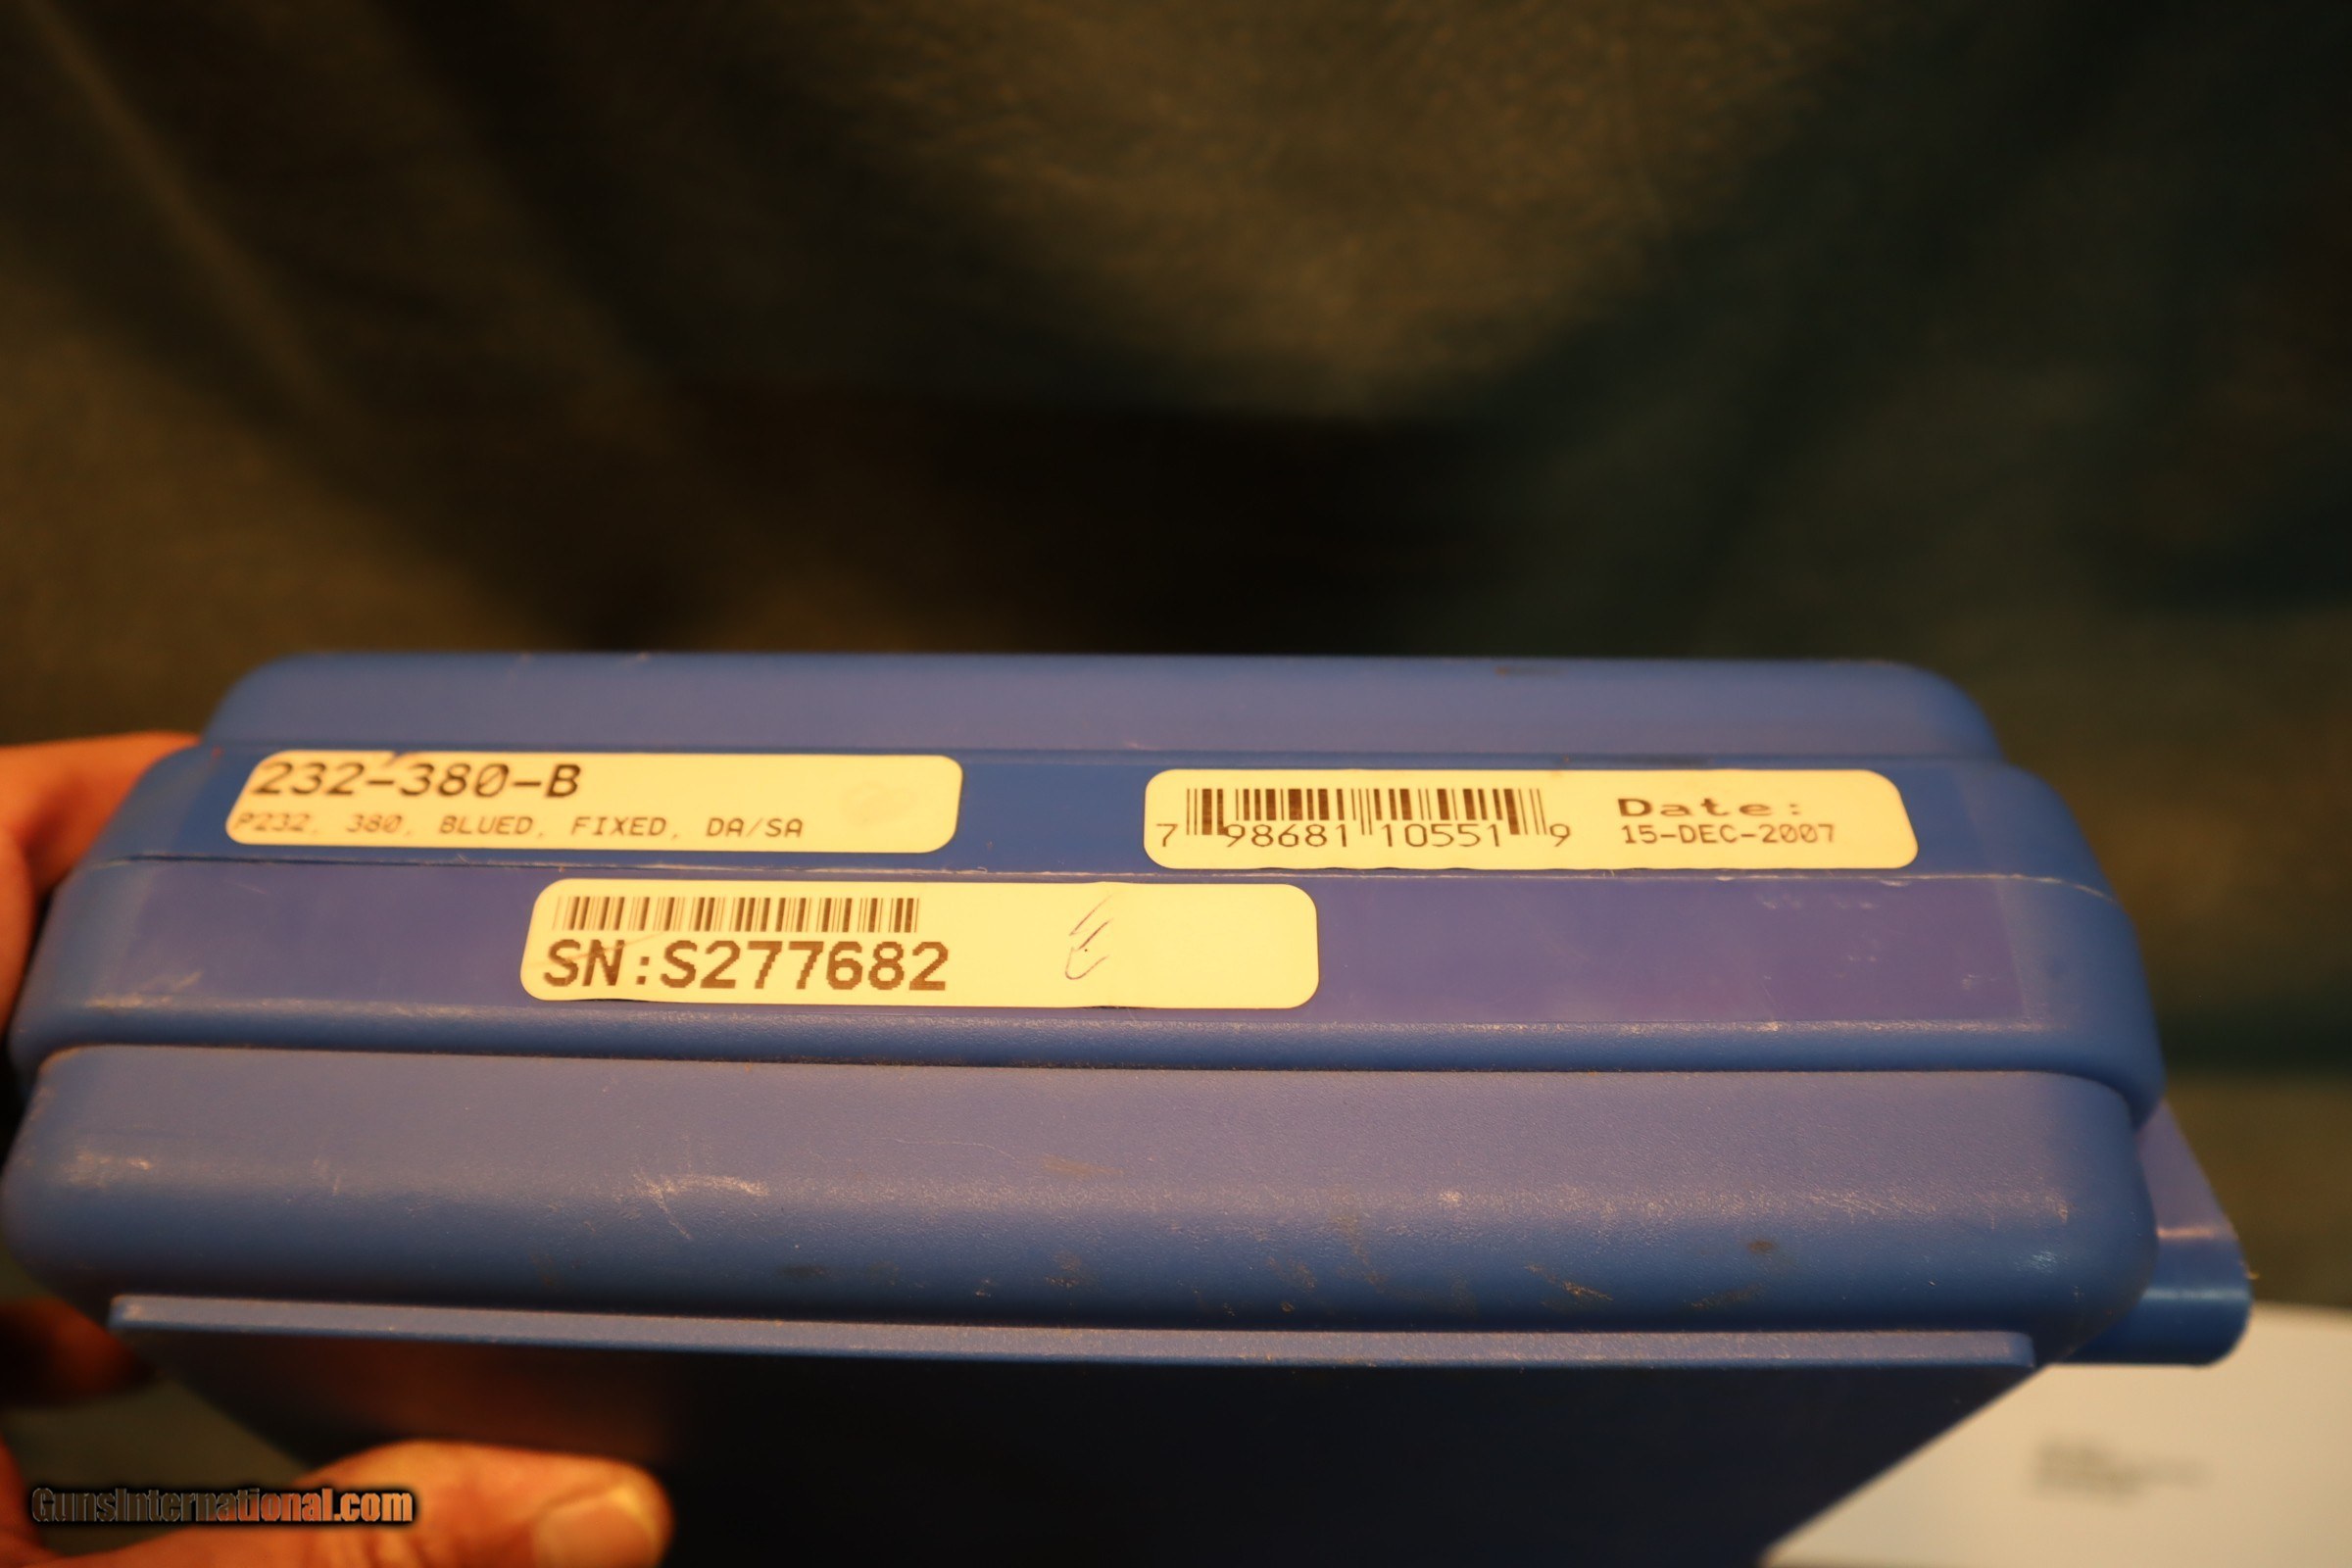 232-380-B
P232, 380, BLUED, FIXED, DA/SA
7 98681 10551 9
Date:
15-DEC-2007
SN:S277682
GunsInternational.com